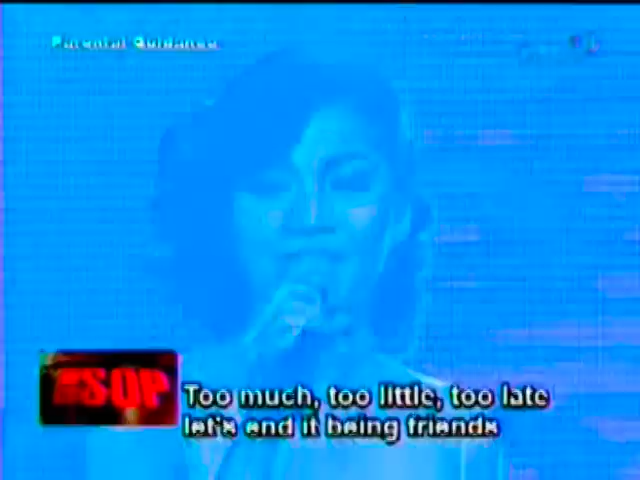 Parental Guidance
#SOP
Too much, too little, too late
let's end it being friends